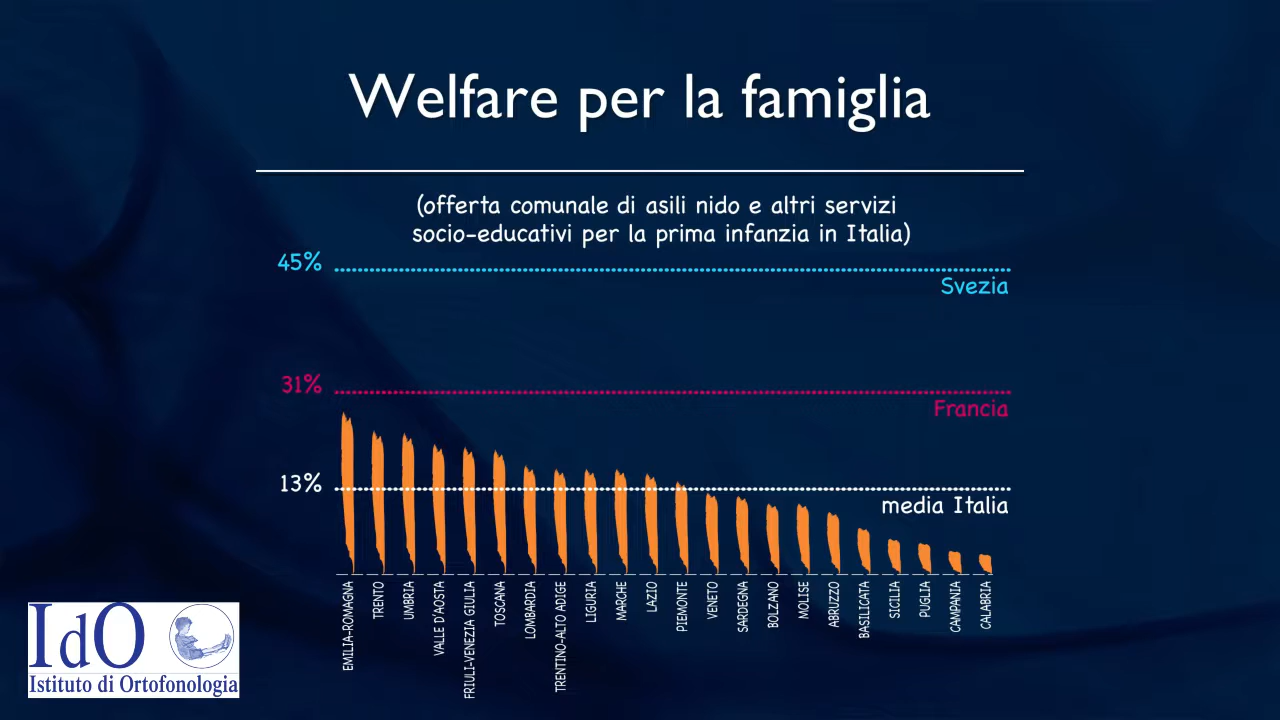 Welfare per la famiglia
(offerta comunale di asili nido e altri servizi
socio-educativi per la prima infanzia in Italia)
45%
Svezia
31%
Francia
13%
media Italia
EMILIA-ROMAGNA
TRENTO
UMBRIA
VALLE D'AOSTA
FRIULI-VENEZIA GIULIA
TOSCANA
LOMBARDIA
TRENTINO-ALTO ADIGE
LIGURIA
MARCHE
LAZIO
PIEMONTE
VENETO
SARDEGNA
BOLZANO
MOLISE
ABRUZZO
BASILICATA
SICILIA
PUGLIA
CAMPANIA
CALABRIA
IdO
Istituto di Ortofonologia